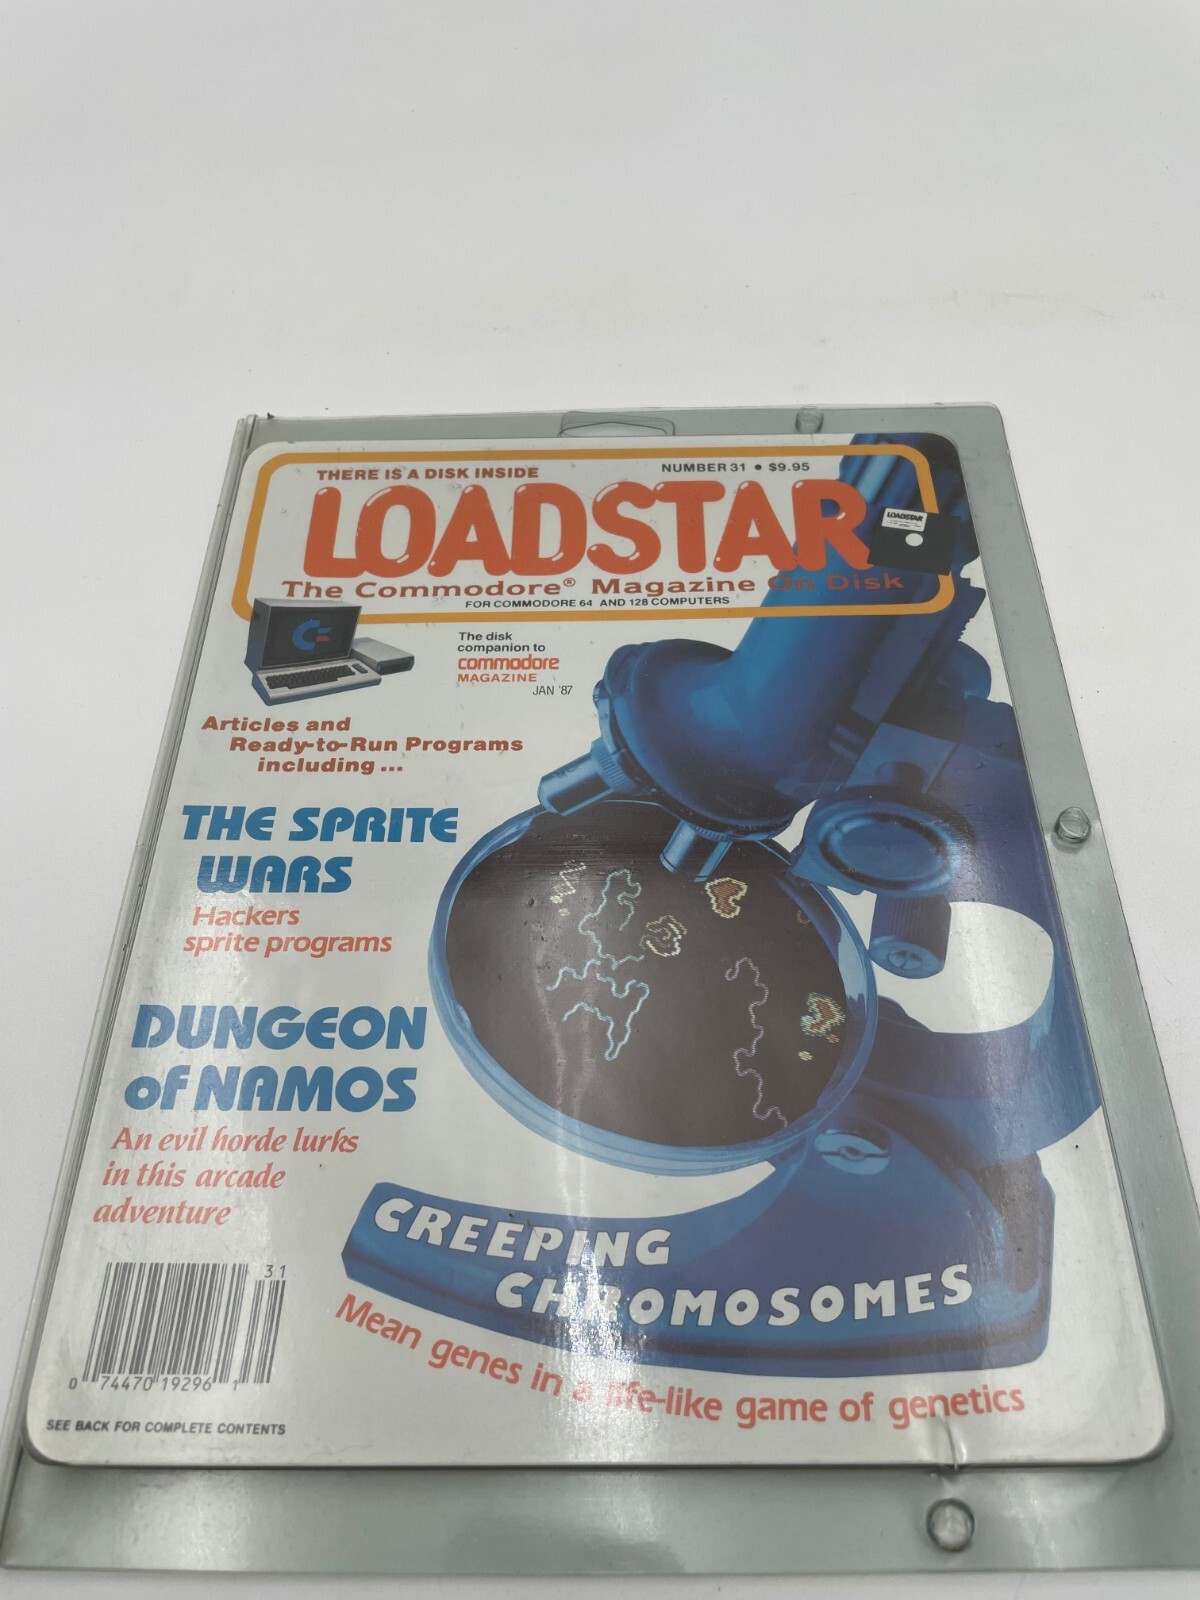 THERE IS A DISK INSIDE
NUMBER 31 • $9.95
LOADSTAR
LOADSTAR
The Commodore® Magazine On Disk
FOR COMMODORE 64 AND 128 COMPUTERS
The disk
companion to
commodore
MAGAZINE
JAN '87
Articles and
Ready-to-Run Programs
including ...
THE SPRITE
WARS
Hackers
sprite programs
DUNGEON
of NAMOS
An evil horde lurks
in this arcade
adventure
CREEPING
CHROMOSOMES
Mean genes in a life-like game of genetics
31
0 74470 19296 1
SEE BACK FOR COMPLETE CONTENTS